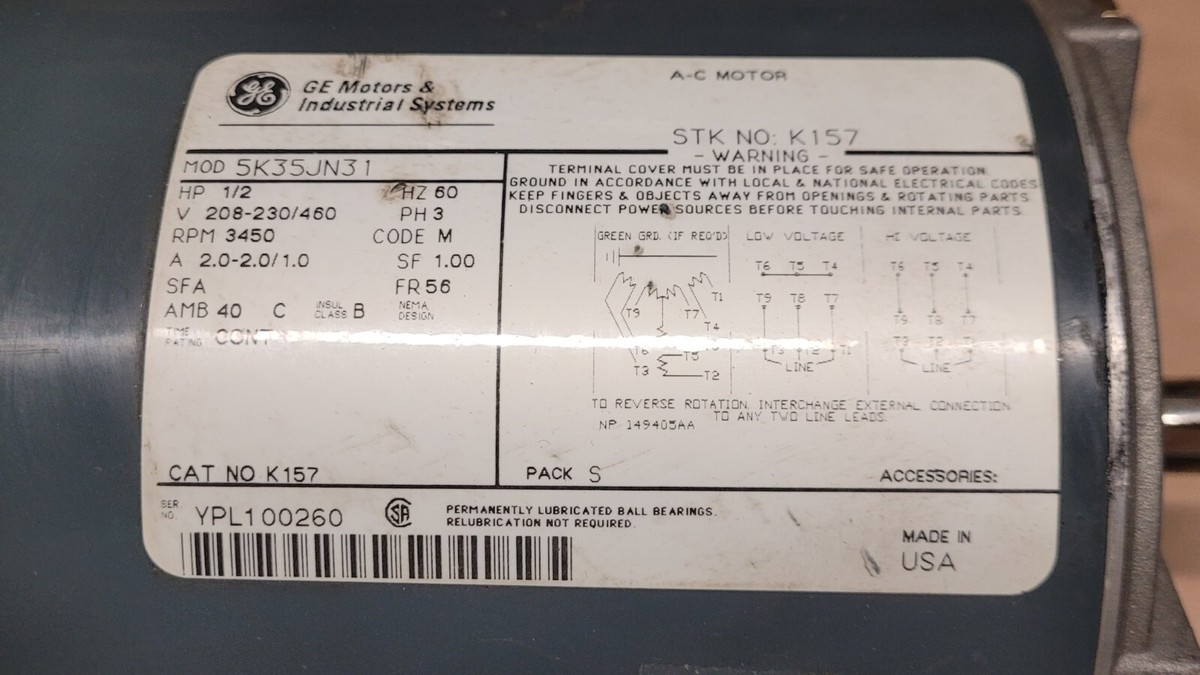 GE
GE Motors &
Industrial Systems
A-C MOTOR
STK NO: K157
MOD 5K35JN31
HP 1/2 HZ 60
V 208-230/460 PH 3
RPM 3450 CODE M
A 2.0-2.0/1.0 SF 1.00
SFA FR 56
AMB 40 C INSUL CLASS B NEMA DESIGN
TIME RATING CONT
CAT NO K157
- WARNING -
TERMINAL COVER MUST BE IN PLACE FOR SAFE OPERATION.
GROUND IN ACCORDANCE WITH LOCAL & NATIONAL ELECTRICAL CODES
KEEP FINGERS & OBJECTS AWAY FROM OPENINGS & ROTATING PARTS
DISCONNECT POWER SOURCES BEFORE TOUCHING INTERNAL PARTS.
GREEN GRD. (IF REQ'D) LOW VOLTAGE HI VOLTAGE
T6 T5 T4 T6 T5 T4
T1
T9 T7 T9 T8 T7
T4
T9 T8 T7
T6 T5
T3 T2
T3 T2 T1
LINE LINE
TO REVERSE ROTATION, INTERCHANGE EXTERNAL CONNECTION
TO ANY TWO LINE LEADS.
NP 149405AA
PACK S ACCESSORIES:
SER NO. YPL100260
SA
PERMANENTLY LUBRICATED BALL BEARINGS.
RELUBRICATION NOT REQUIRED.
MADE IN
USA